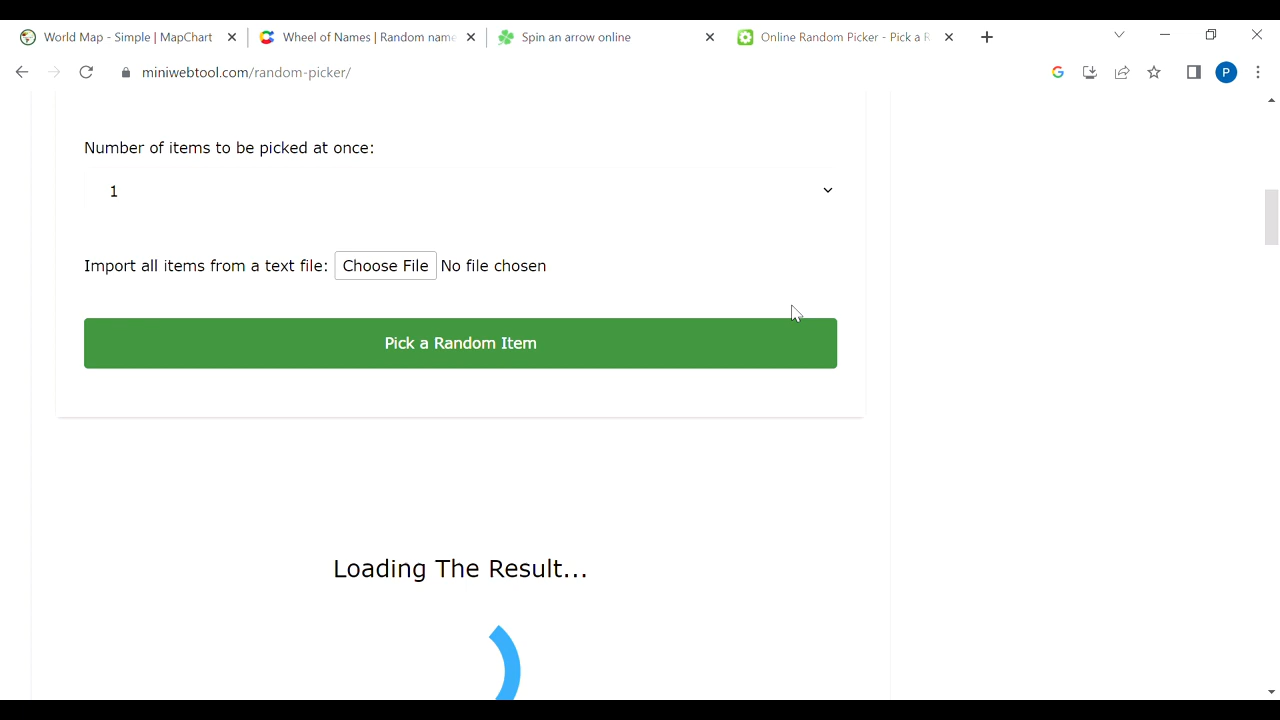 World Map - Simple | MapChart
Wheel of Names | Random name
Spin an arrow online
Online Random Picker - Pick a R
miniwebtool.com/random-picker/
P
Number of items to be picked at once:
1
Import all items from a text file: Choose File No file chosen
Pick a Random Item
Loading The Result...